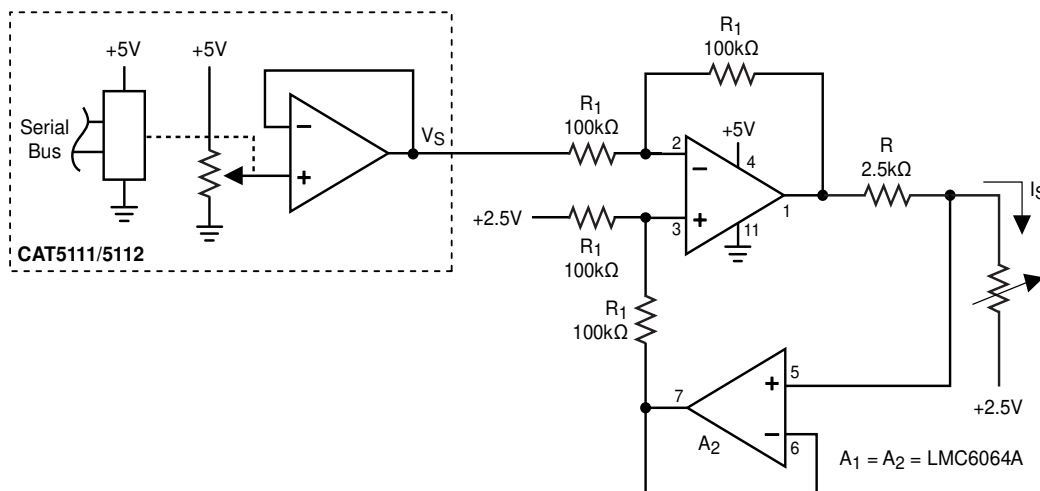 +5V
+5V
Serial
Bus
−
+
VS
CAT5111/5112
R1
100kΩ
R1
100kΩ
+5V
2
4
−
+2.5V
3
+
1
11
R1
100kΩ
R
2.5kΩ
IS
R1
100kΩ
7
5
+
−
6
A2
+2.5V
A1 = A2 = LMC6064A